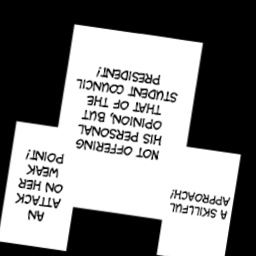 AN
ATTACK
ON HER
WEAK
POINT!
NOT OFFERING
HIS PERSONAL
OPINION, BUT
THAT OF THE
STUDENT COUNCIL
PRESIDENT!
A SKILLFUL
APPROACH!